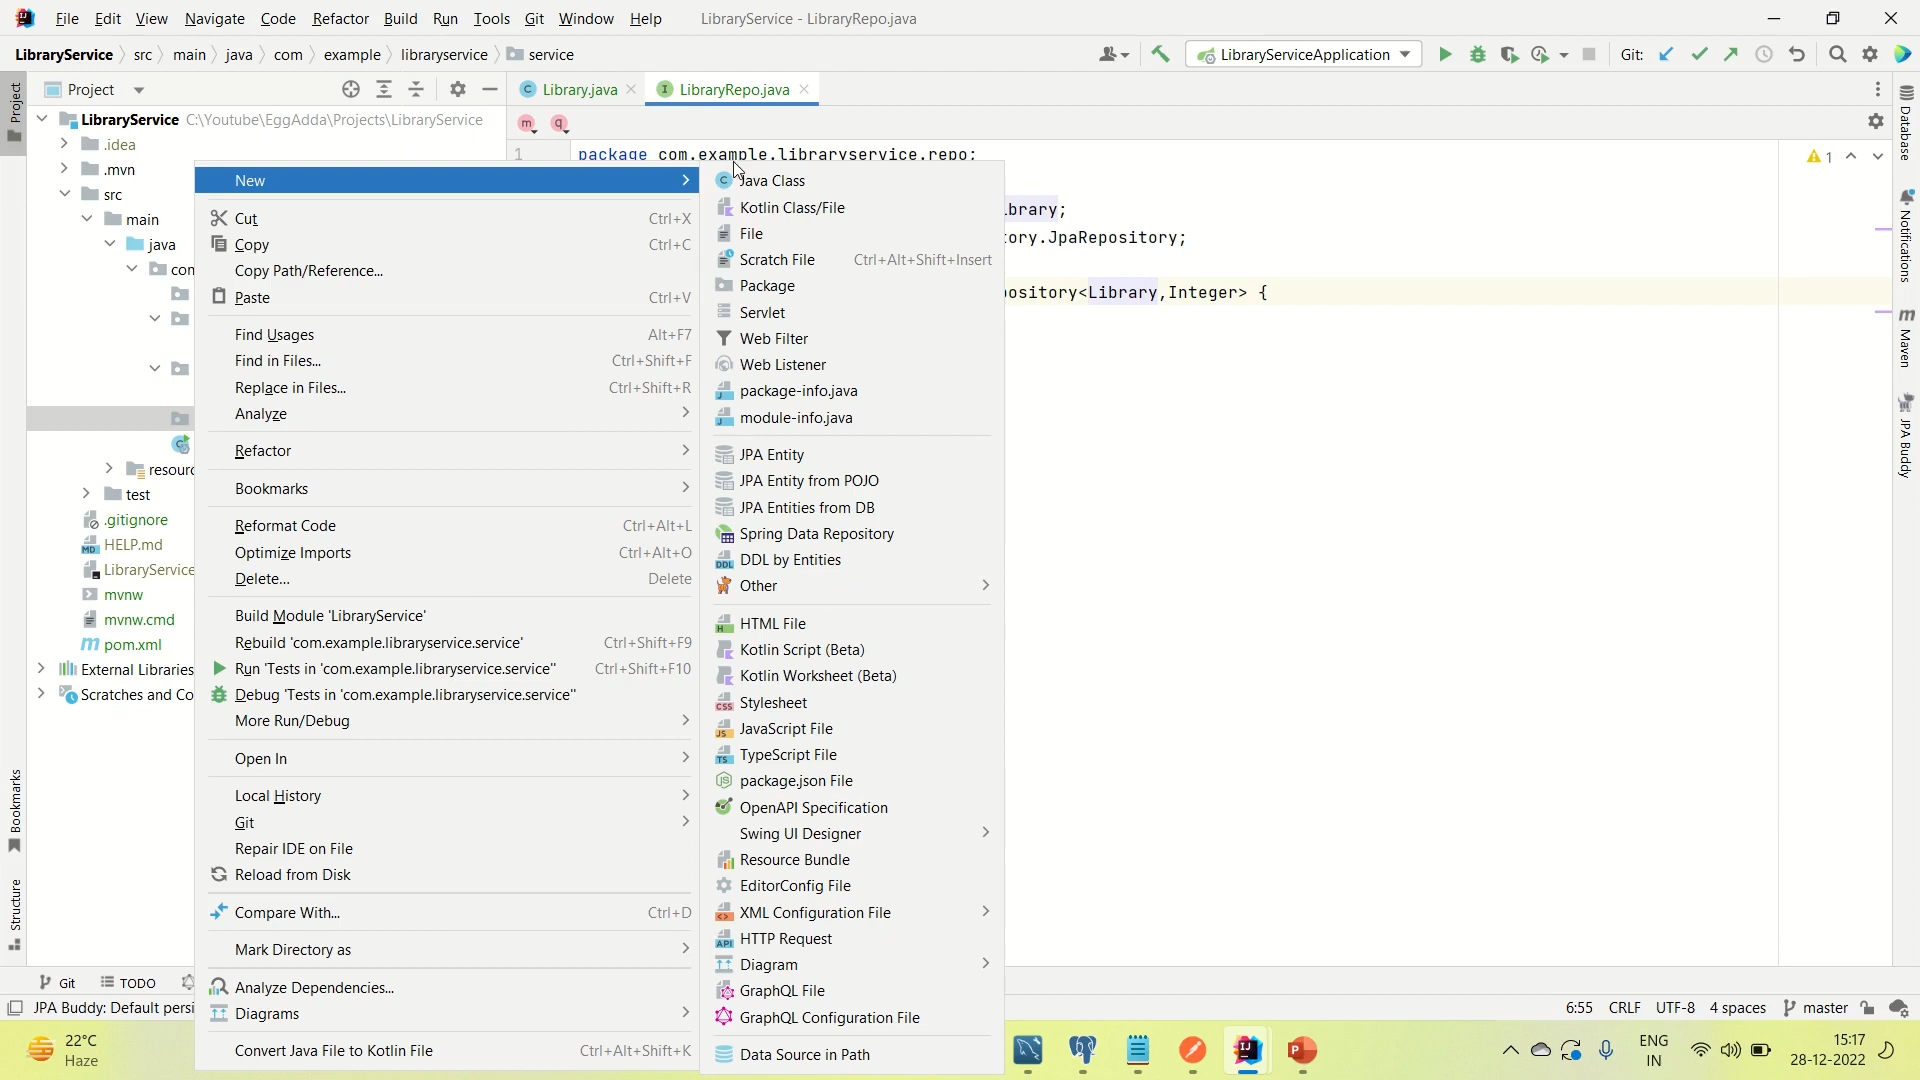 File Edit View Navigate Code Refactor Build Run Tools Git Window Help LibraryService - LibraryRepo.java
LibraryService src main java com example libraryservice service LibraryServiceApplication Git:
Project Library.java LibraryRepo.java
LibraryService C:\Youtube\EggAdda\Projects\LibraryService
.idea
.mvn
src
main
java
com
resourc
test
.gitignore
HELP.md
LibraryService
mvnw
mvnw.cmd
pom.xml
External Libraries
Scratches and Co
New
Cut Ctrl+X
Copy Ctrl+C
Copy Path/Reference...
Paste Ctrl+V
Find Usages Alt+F7
Find in Files... Ctrl+Shift+F
Replace in Files... Ctrl+Shift+R
Analyze
Refactor
Bookmarks
Reformat Code Ctrl+Alt+L
Optimize Imports Ctrl+Alt+O
Delete... Delete
Build Module 'LibraryService'
Rebuild 'com.example.libraryservice.service' Ctrl+Shift+F9
Run 'Tests in 'com.example.libraryservice.service'' Ctrl+Shift+F10
Debug 'Tests in 'com.example.libraryservice.service''
More Run/Debug
Open In
Local History
Git
Repair IDE on File
Reload from Disk
Compare With... Ctrl+D
Mark Directory as
Analyze Dependencies...
Diagrams
Convert Java File to Kotlin File Ctrl+Alt+Shift+K
Java Class
Kotlin Class/File
File
Scratch File Ctrl+Alt+Shift+Insert
Package
Servlet
Web Filter
Web Listener
package-info.java
module-info.java
JPA Entity
JPA Entity from POJO
JPA Entities from DB
Spring Data Repository
DDL by Entities
Other
HTML File
Kotlin Script (Beta)
Kotlin Worksheet (Beta)
Stylesheet
JavaScript File
TypeScript File
package.json File
OpenAPI Specification
Swing UI Designer
Resource Bundle
EditorConfig File
XML Configuration File
HTTP Request
Diagram
GraphQL File
GraphQL Configuration File
Data Source in Path
1 package com.example.libraryservice.repo;
ibrary;
ory.JpaRepository;
ository<Library,Integer> {
1
Project
Bookmarks
Structure
Database
Notifications
Maven
JPA Buddy
Git TODO
JPA Buddy: Default persi 6:55 CRLF UTF-8 4 spaces master
22°C
Haze
ENG
IN
15:17
28-12-2022